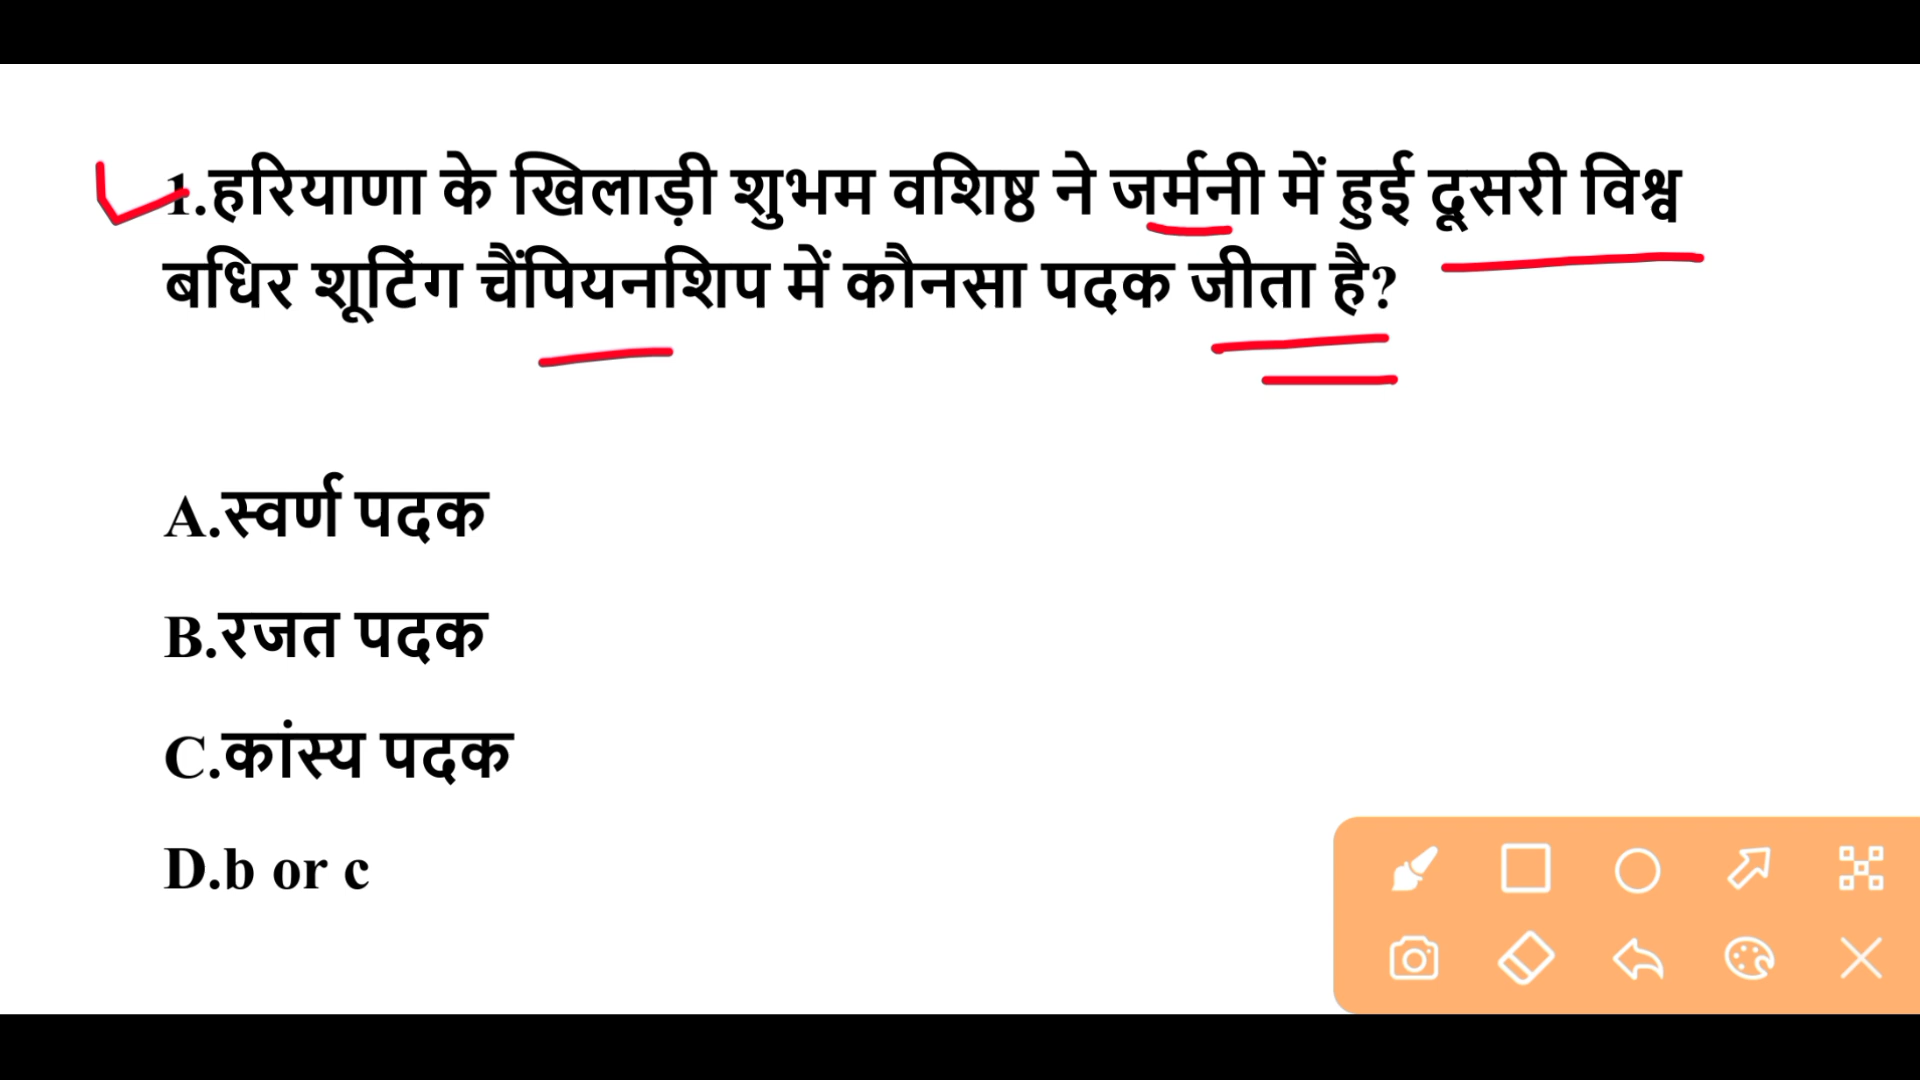 1.हरियाणा के खिलाड़ी शुभम वशिष्ठ ने जर्मनी में हुई दूसरी विश्व
बधिर शूटिंग चैंपियनशिप में कौनसा पदक जीता है?
A.स्वर्ण पदक
B.रजत पदक
C.कांस्य पदक
D.b or c